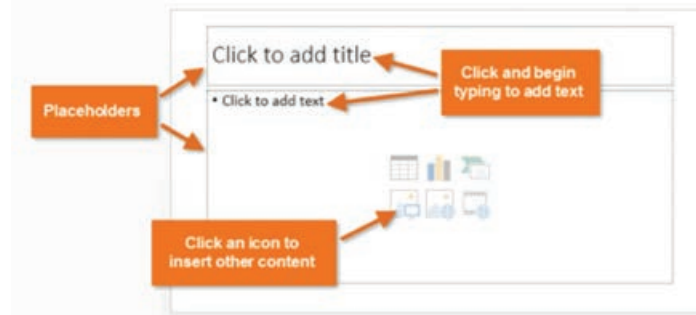 Click to add title
Click and begin
typing to add text
Placeholders
• Click to add text
Click an icon to
insert other content